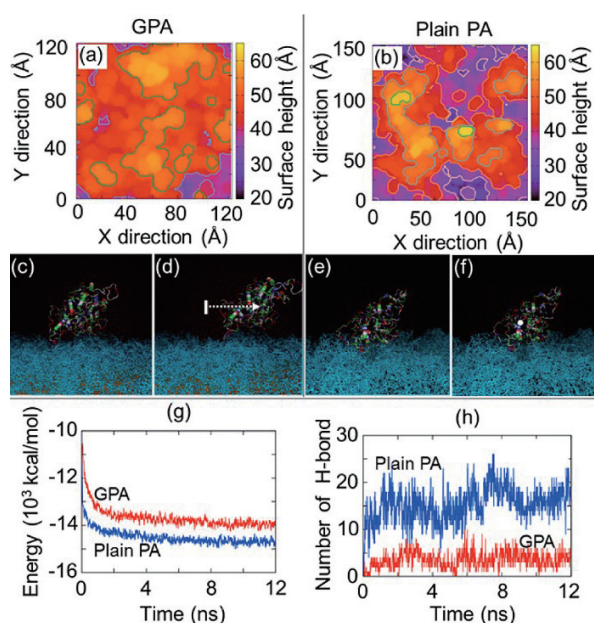 GPA
Plain PA
(a)
Y direction (Å)
120
80
40
0
0
40
80
120
X direction (Å)
60
50
40
30
20
Surface height (Å)
(b)
Y direction (Å)
150
100
50
0
0
50
100
150
X direction (Å)
60
50
40
30
20
Surface height (Å)
(c)
(d)
(e)
(f)
(g)
Energy (10³ kcal/mol)
-10
-12
-14
-16
GPA
Plain PA
0
4
8
12
Time (ns)
(h)
Number of H-bond
30
20
10
0
Plain PA
GPA
0
4
8
12
Time (ns)